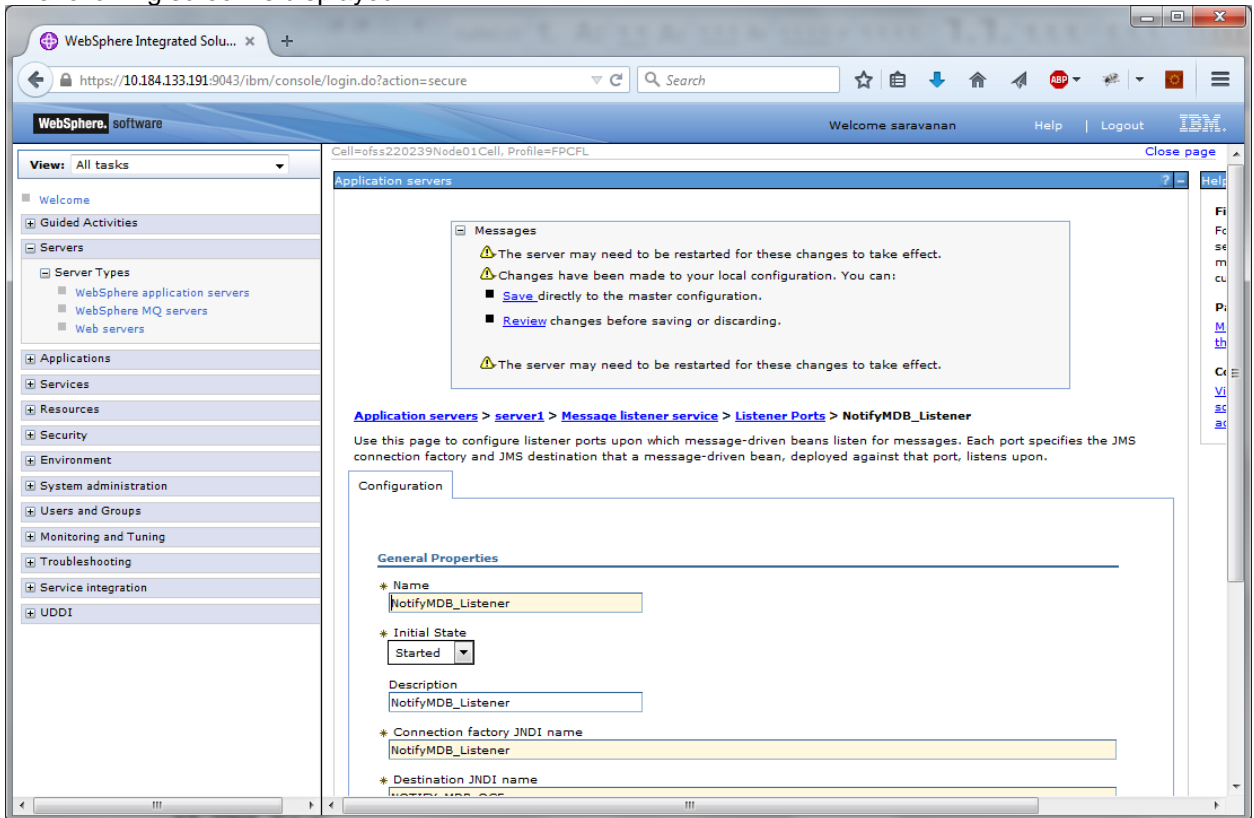 WebSphere Integrated Solu...
https://10.184.133.191:9043/ibm/console/login.do?action=secure
Search
ABP
WebSphere. software
Welcome saravanan
Help | Logout
IBM.
View: All tasks
Welcome
Guided Activities
Servers
Server Types
WebSphere application servers
WebSphere MQ servers
Web servers
Applications
Services
Resources
Security
Environment
System administration
Users and Groups
Monitoring and Tuning
Troubleshooting
Service integration
UDDI
Cell=ofss220239Node01Cell, Profile=FPCFL
Close page
Application servers
Messages
The server may need to be restarted for these changes to take effect.
Changes have been made to your local configuration. You can:
Save directly to the master configuration.
Review changes before saving or discarding.
The server may need to be restarted for these changes to take effect.
Application servers > server1 > Message listener service > Listener Ports > NotifyMDB_Listener
Use this page to configure listener ports upon which message-driven beans listen for messages. Each port specifies the JMS
connection factory and JMS destination that a message-driven bean, deployed against that port, listens upon.
Configuration
General Properties
Name
NotifyMDB_Listener
Initial State
Started
Description
NotifyMDB_Listener
Connection factory JNDI name
NotifyMDB_Listener
Destination JNDI name